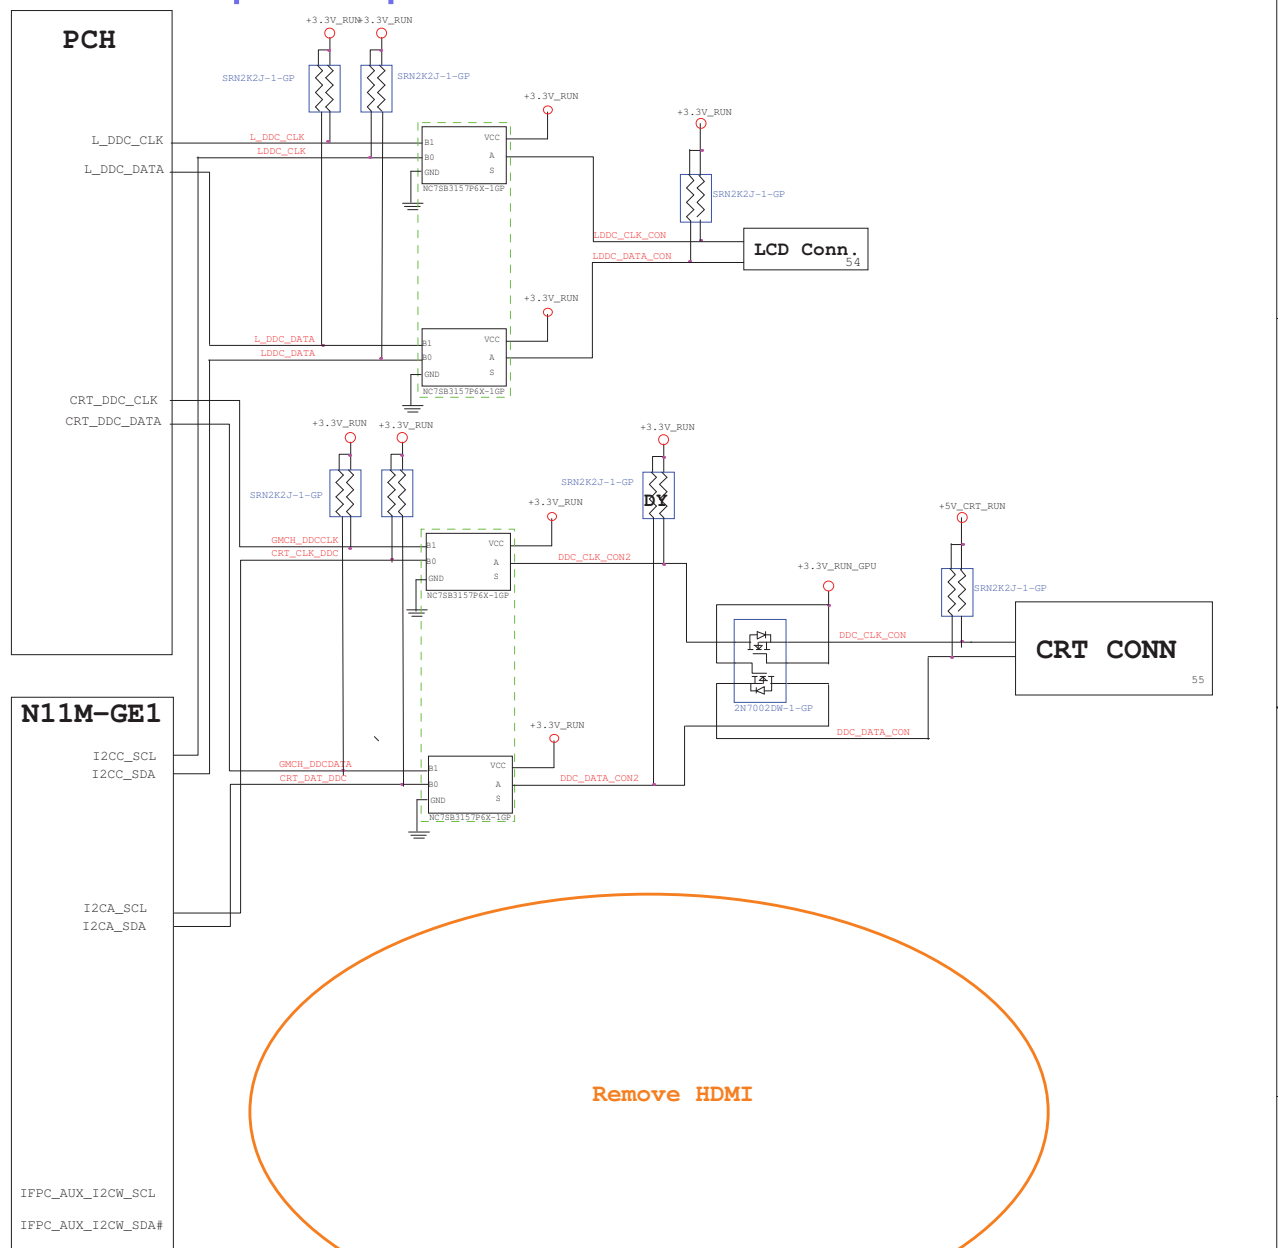 PCH
+3.3V_RUN
+3.3V_RUN
SRN2K2J-1-GP
SRN2K2J-1-GP
+3.3V_RUN
+3.3V_RUN
L_DDC_CLK
L_DDC_CLK
B1
VCC
LDDC_CLK
B0
A
L_DDC_DATA
GND
S
NC7SB3157P6X-1GP
SRN2K2J-1-GP
LDDC_CLK_CON
LCD Conn.
54
LDDC_DATA_CON
+3.3V_RUN
L_DDC_DATA
B1
VCC
LDDC_DATA
B0
A
GND
S
NC7SB3157P6X-1GP
CRT_DDC_CLK
CRT_DDC_DATA
+3.3V_RUN
+3.3V_RUN
+3.3V_RUN
SRN2K2J-1-GP
SRN2K2J-1-GP
DY
+3.3V_RUN
+5V_CRT_RUN
GMCH_DDCCLK
B1
VCC
CRT_CLK_DDC
B0
A
DDC_CLK_CON2
GND
S
NC7SB3157P6X-1GP
+3.3V_RUN_GPU
SRN2K2J-1-GP
DDC_CLK_CON
CRT CONN
55
2N7002DW-1-GP
DDC_DATA_CON
N11M-GE1
I2CC_SCL
I2CC_SDA
+3.3V_RUN
GMCH_DDCDATA
B1
VCC
CRT_DAT_DDC
B0
A
DDC_DATA_CON2
GND
S
NC7SB3157P6X-1GP
I2CA_SCL
I2CA_SDA
Remove HDMI
IFPC_AUX_I2CW_SCL
IFPC_AUX_I2CW_SDA#